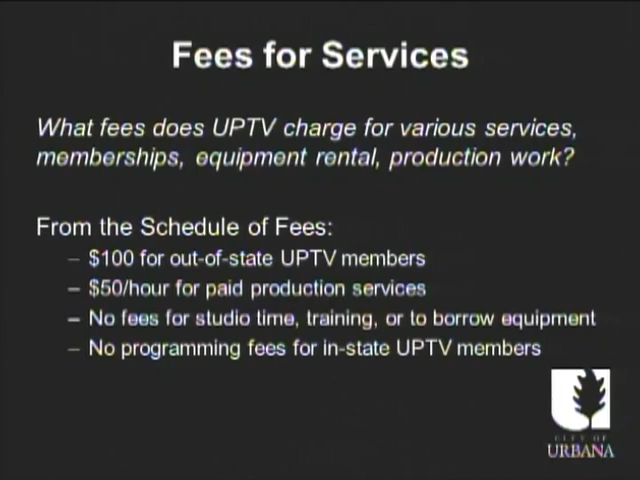 Fees for Services
What fees does UPTV charge for various services,
memberships, equipment rental, production work?
From the Schedule of Fees:
– $100 for out-of-state UPTV members
– $50/hour for paid production services
– No fees for studio time, training, or to borrow equipment
– No programming fees for in-state UPTV members
CITY OF
URBANA